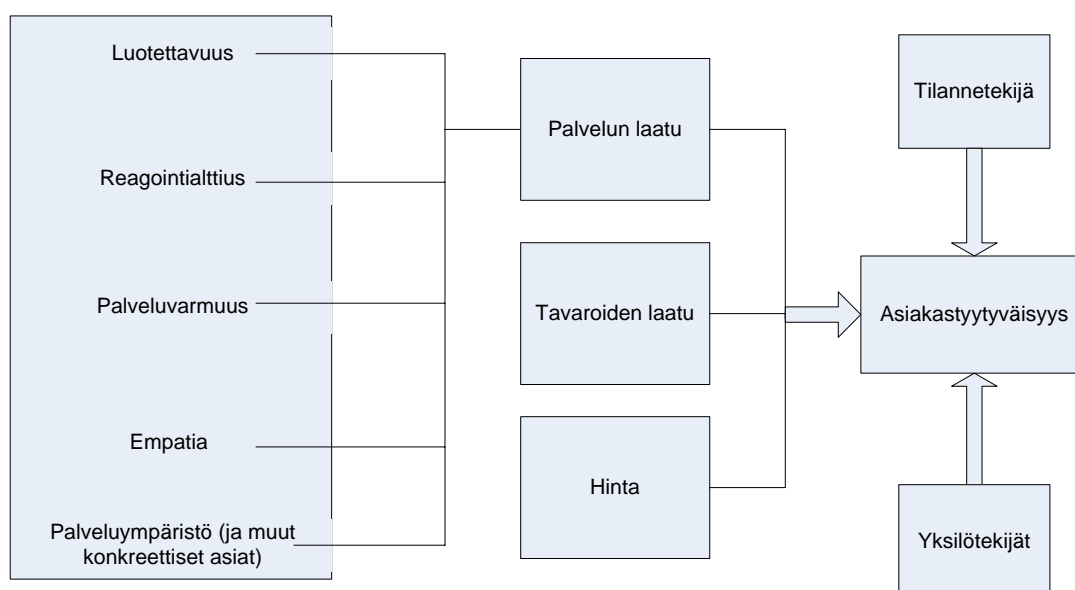 Luotettavuus
Reagointialttius
Palveluvarmuus
Empatia
Palveluympäristö (ja muut
konkreettiset asiat)
Palvelun laatu
Tavaroiden laatu
Hinta
Tilannetekijä
Asiakastyytyväisyys
Yksilötekijät